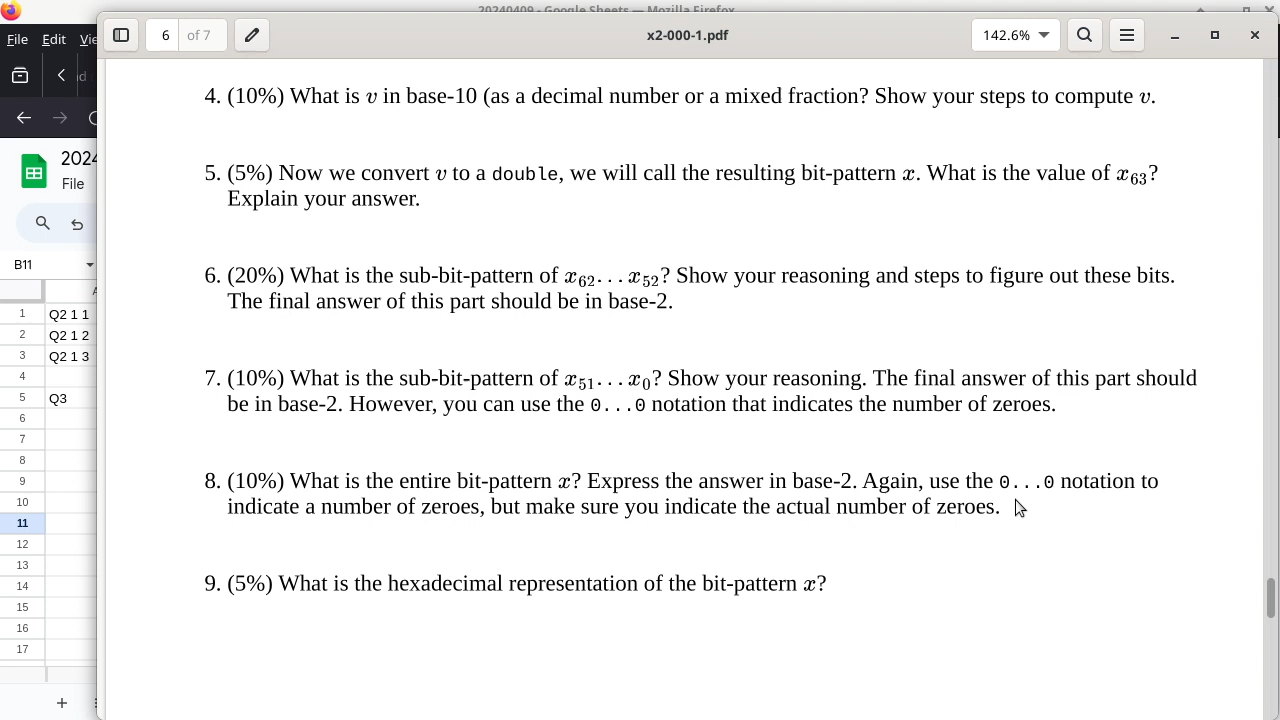 20240409 - Google Sheets — Mozilla Firefox
File Edit Vie
6 of 7
x2-000-1.pdf
142.6%
2024
File
B11
A
1 Q2 1 1
2 Q2 1 2
3 Q2 1 3
4
5 Q3
6
7
8
9
10
11
12
13
14
15
16
17
4. (10%) What is v in base-10 (as a decimal number or a mixed fraction? Show your steps to compute v.
5. (5%) Now we convert v to a double, we will call the resulting bit-pattern x. What is the value of x₆₃?
Explain your answer.
6. (20%) What is the sub-bit-pattern of x₆₂...x₅₂? Show your reasoning and steps to figure out these bits.
The final answer of this part should be in base-2.
7. (10%) What is the sub-bit-pattern of x₅₁...x₀? Show your reasoning. The final answer of this part should
be in base-2. However, you can use the 0...0 notation that indicates the number of zeroes.
8. (10%) What is the entire bit-pattern x? Express the answer in base-2. Again, use the 0...0 notation to
indicate a number of zeroes, but make sure you indicate the actual number of zeroes.
9. (5%) What is the hexadecimal representation of the bit-pattern x?